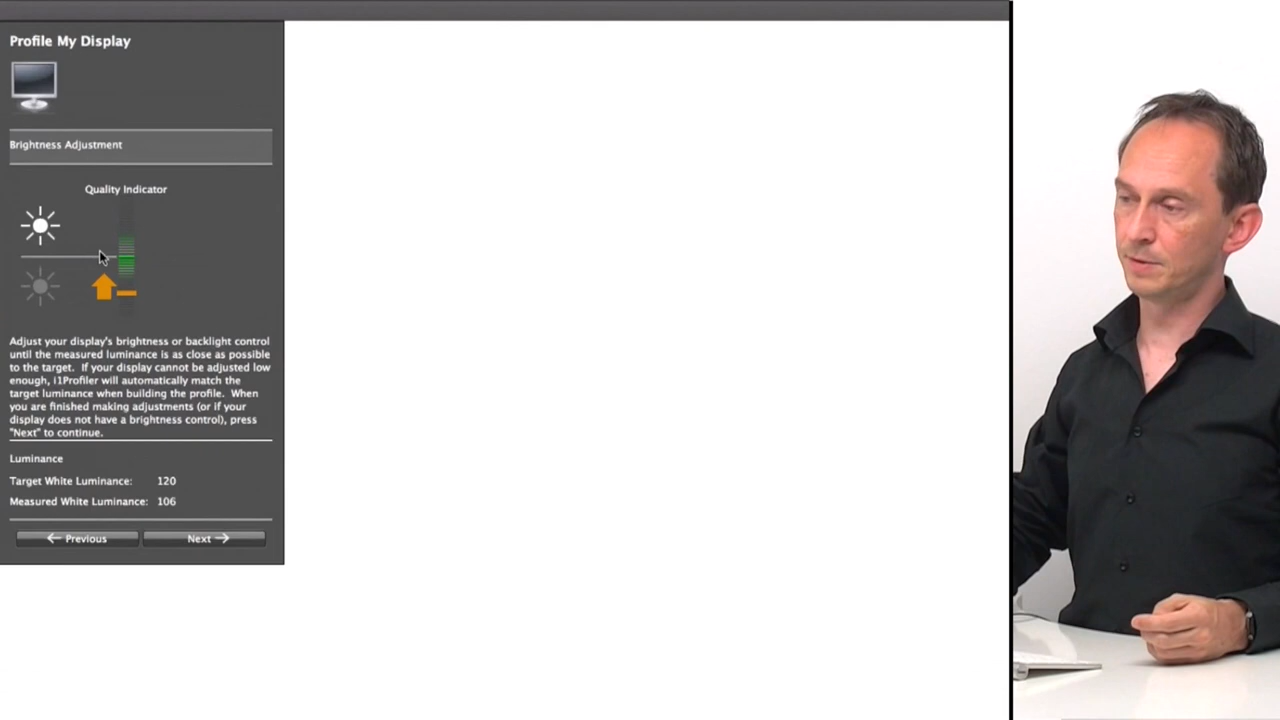 Profile My Display
Brightness Adjustment
Quality Indicator
Adjust your display's brightness or backlight control
until the measured luminance is as close as possible
to the target. If your display cannot be adjusted low
enough, i1Profiler will automatically match the
target luminance when building the profile. When
you are finished making adjustments (or if your
display does not have a brightness control), press
"Next" to continue.
Luminance
Target White Luminance: 120
Measured White Luminance: 106
Previous
Next